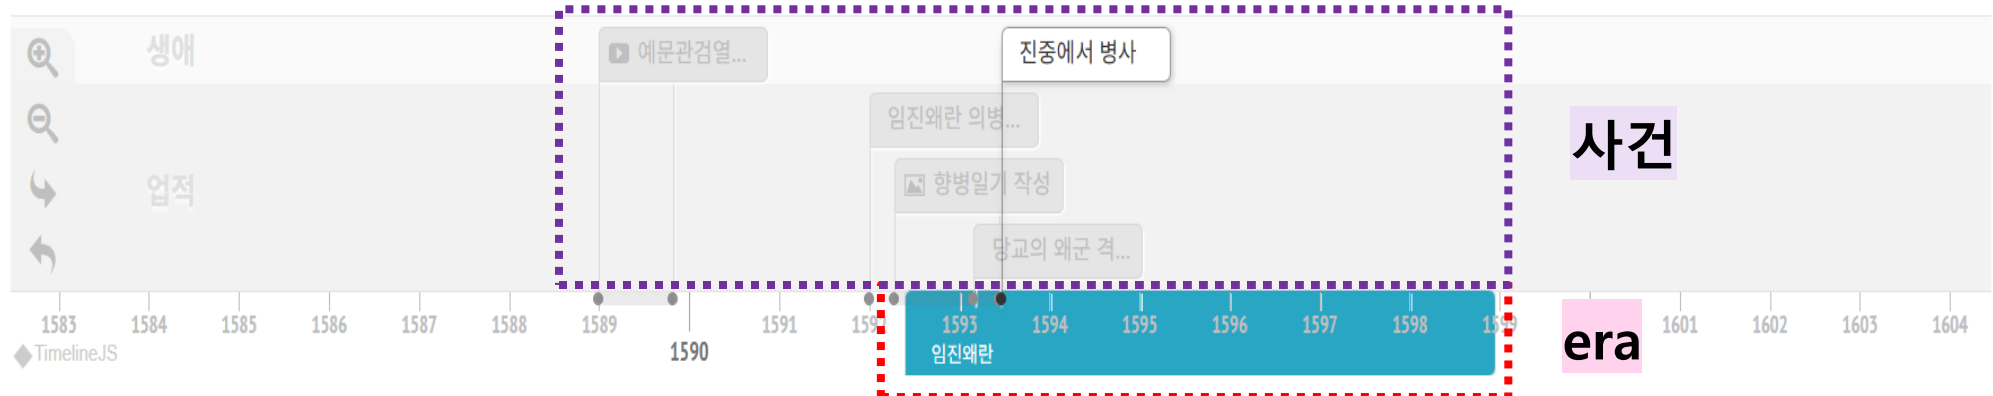 생애
예문관검열...
진중에서 병사
임진왜란 의병...
사건
업적
향병일기 작성
당교의 왜군 격...
1583 1584 1585 1586 1587 1588 1589 1590 1591 1592 1593 1594 1595 1596 1597 1598 1599 1601 1602 1603 1604
TimelineJS
임진왜란
era